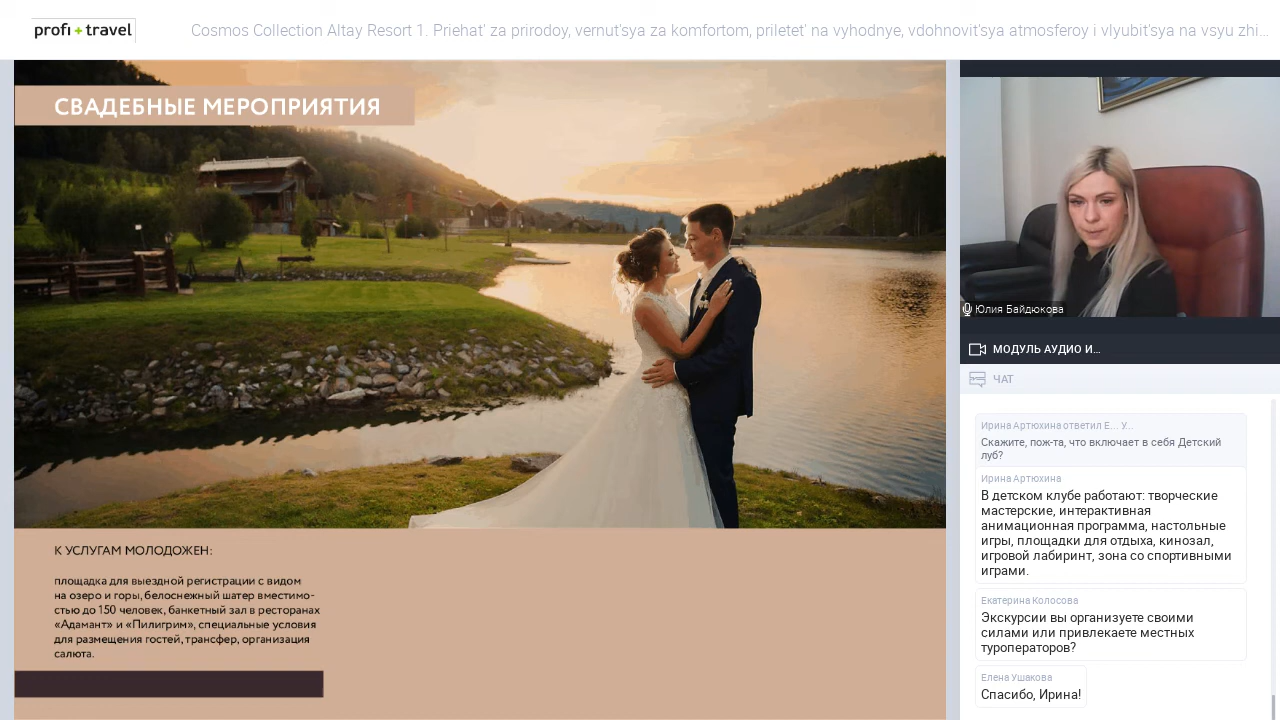 profi + travel
Cosmos Collection Altay Resort 1. Priehat' za prirodoy, vernut'sya za komfortom, priletet' na vyhodnye, vdohnovit'sya atmosferoy i vlyubit'sya na vsyu zhi...
СВАДЕБНЫЕ МЕРОПРИЯТИЯ
К УСЛУГАМ МОЛОДОЖЕН:
площадка для выездной регистрации с видом
на озеро и горы, белоснежный шатер вместимо-
стью до 150 человек, банкетный зал в ресторанах
«Адамант» и «Пилигрим», специальные условия
для размещения гостей, трансфер, организация
салюта.
Юлия Байдюкова
МОДУЛЬ АУДИО И...
ЧАТ
Ирина Артюхина ответил Е... У...
Скажите, пож-та, что включает в себя Детский
луб?
Ирина Артюхина
В детском клубе работают: творческие
мастерские, интерактивная
анимационная программа, настольные
игры, площадки для отдыха, кинозал,
игровой лабиринт, зона со спортивными
играми.
Екатерина Колосова
Экскурсии вы организуете своими
силами или привлекаете местных
туроператоров?
Елена Ушакова
Спасибо, Ирина!